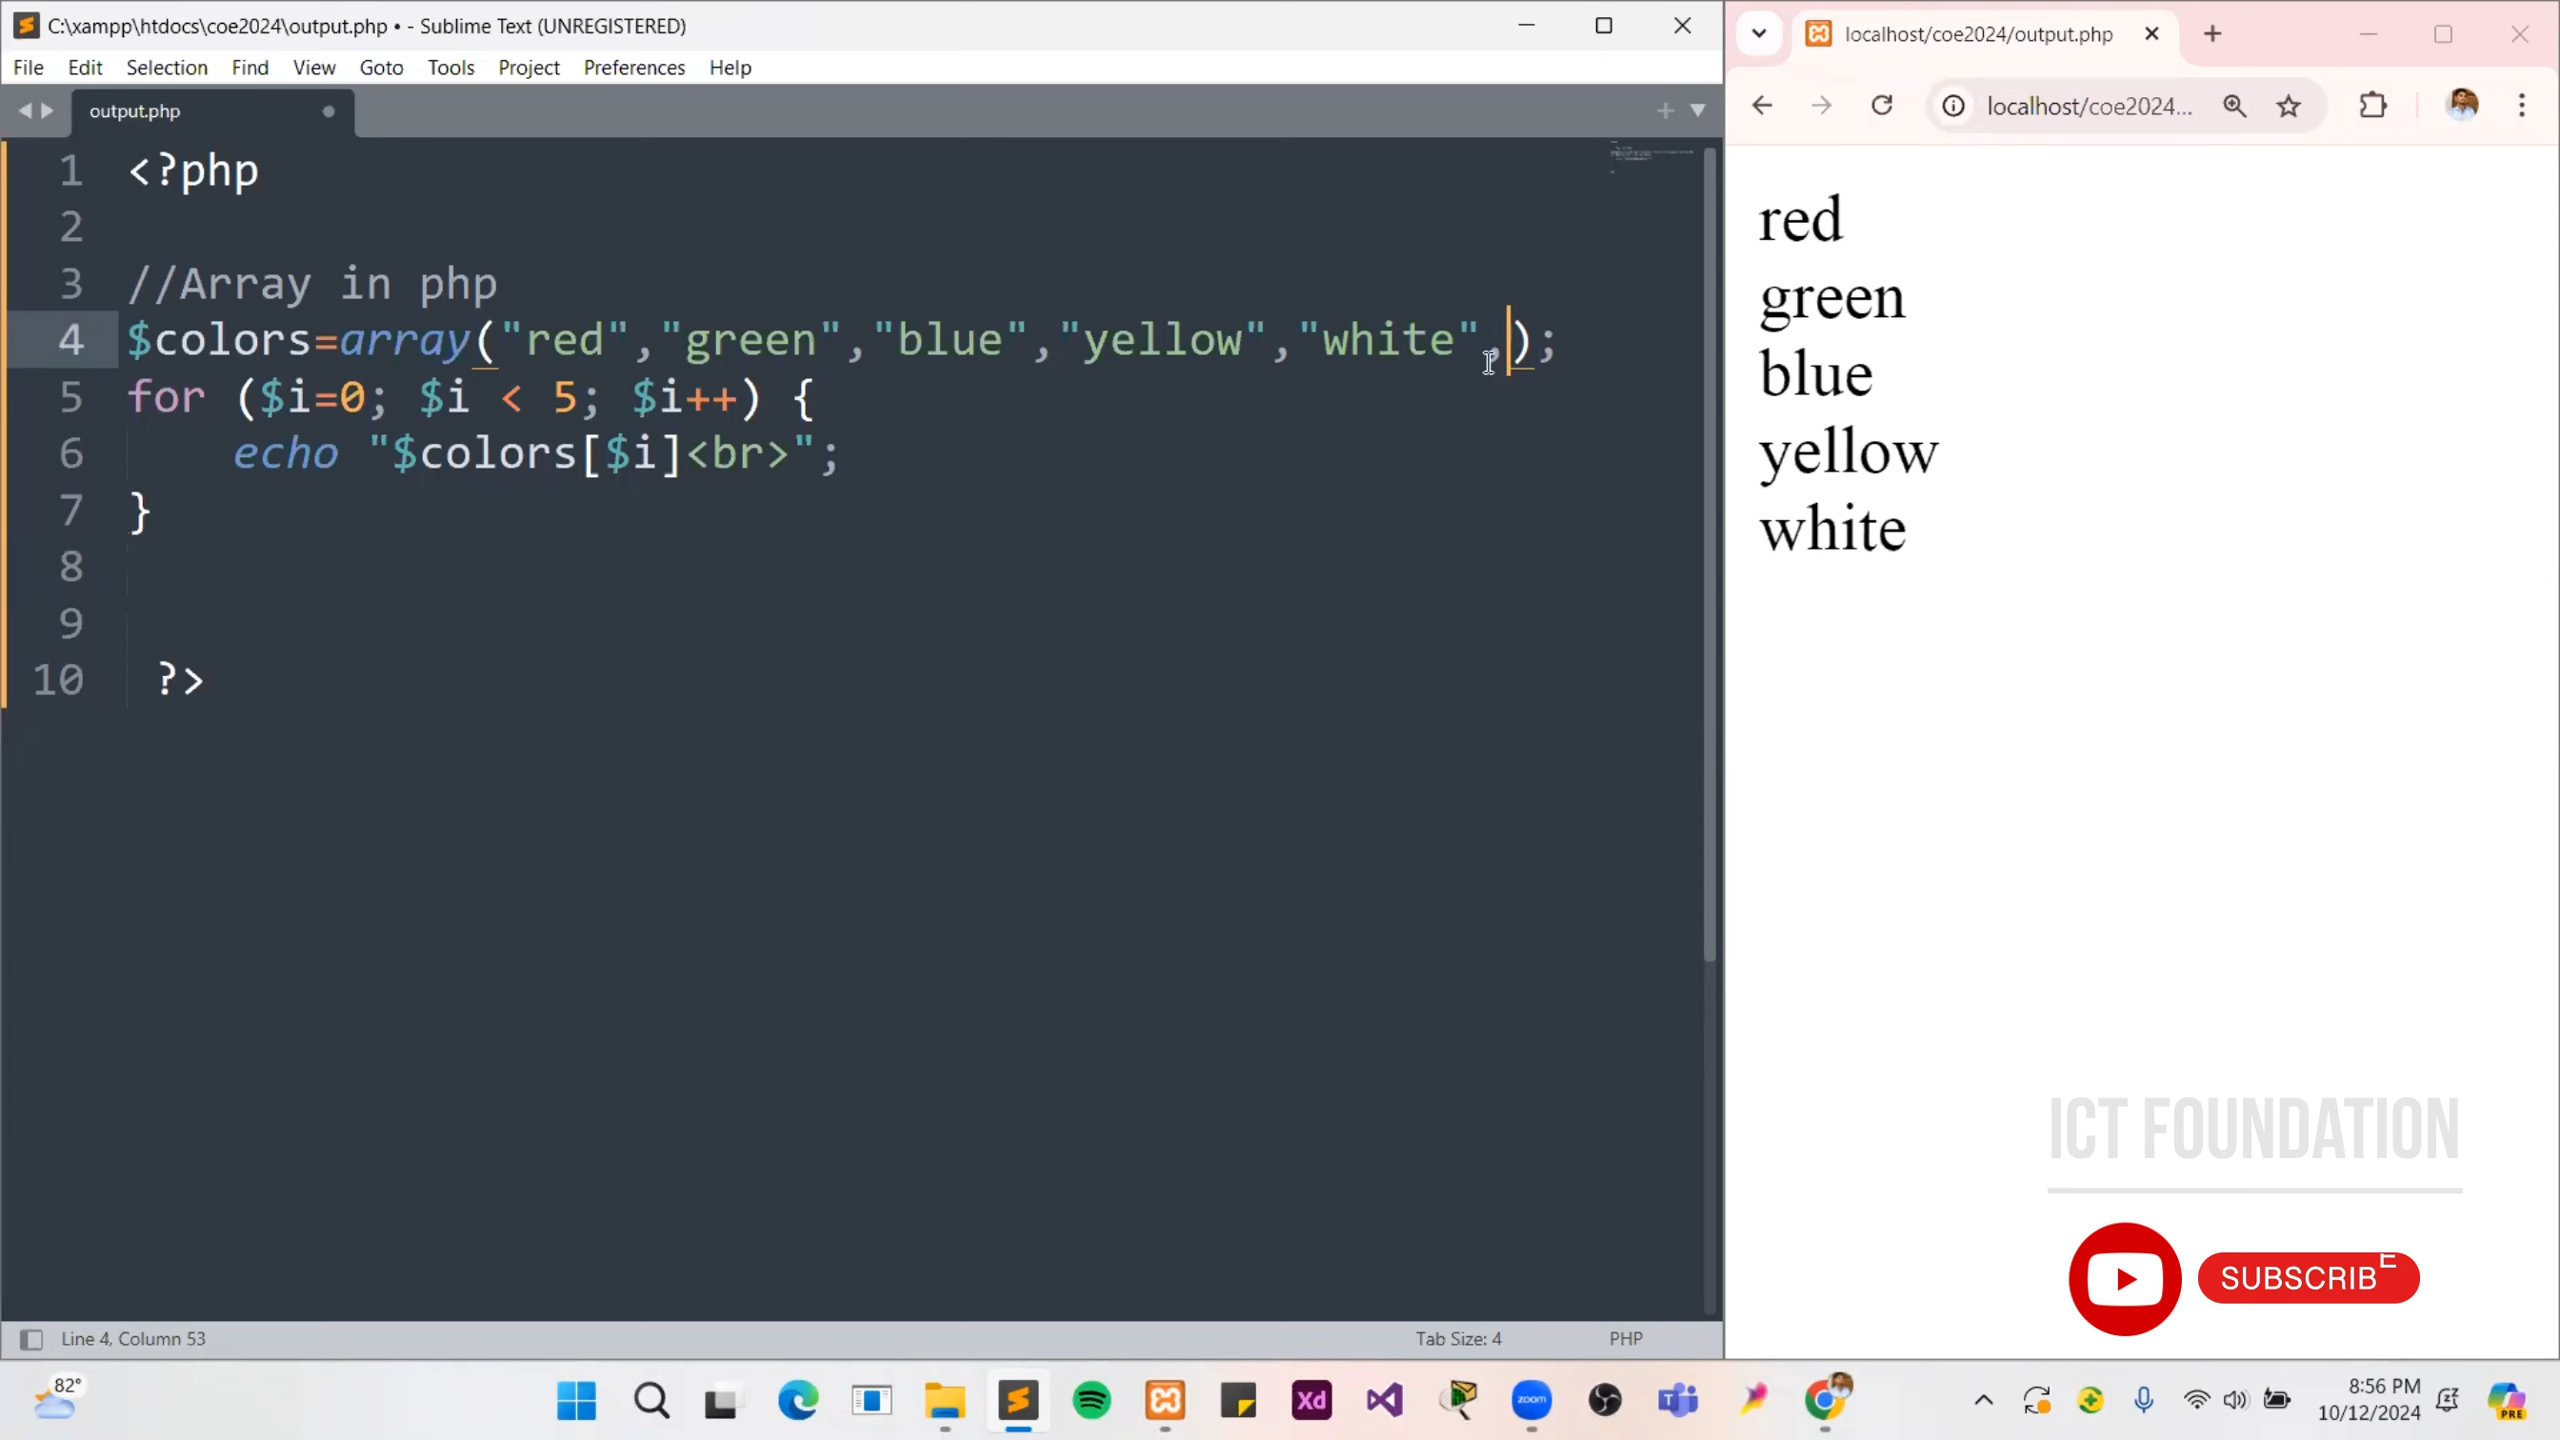 C:\xampp\htdocs\coe2024\output.php • - Sublime Text (UNREGISTERED)
File Edit Selection Find View Goto Tools Project Preferences Help
output.php
1 <?php
2
3 //Array in php
4 $colors=array("red","green","blue","yellow","white",);
5 for ($i=0; $i < 5; $i++) {
6 echo "$colors[$i]<br>";
7 }
8
9
10 ?>
Line 4, Column 53
Tab Size: 4
PHP
localhost/coe2024/output.php
localhost/coe2024...
red
green
blue
yellow
white
ICT FOUNDATION
SUBSCRIBE
82°
Xd
zoom
T
8:56 PM
10/12/2024
PRE